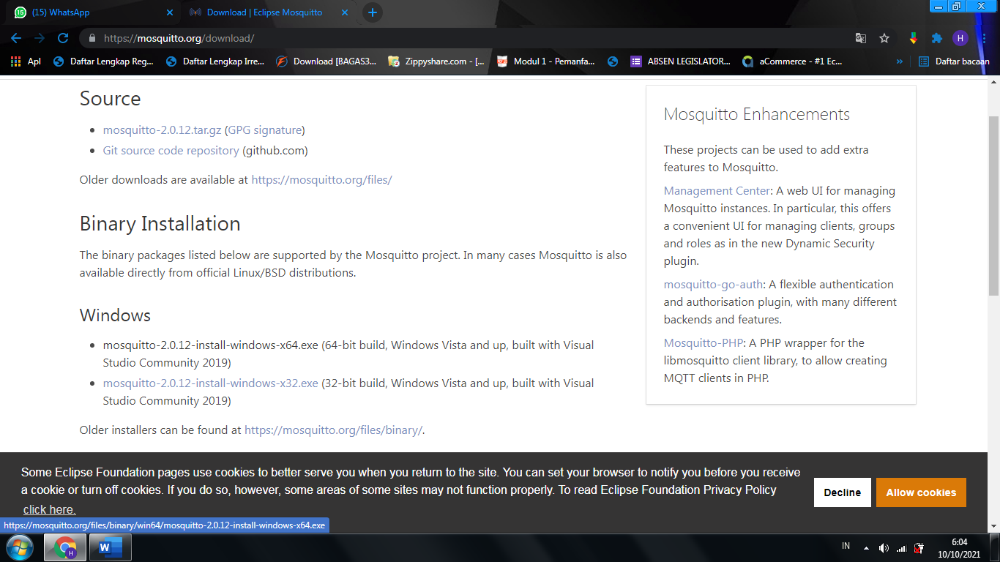 (15) WhatsApp
Download | Eclipse Mosquitto
https://mosquitto.org/download/
H
Apl
Daftar Lengkap Reg...
Daftar Lengkap Irre...
Download [BAGAS3...
Zippyshare.com - [...
Modul 1 - Pemanfa...
ABSEN LEGISLATOR...
aCommerce - #1 Ec...
»
Daftar bacaan
Source
mosquitto-2.0.12.tar.gz (GPG signature)
Git source code repository (github.com)
Older downloads are available at https://mosquitto.org/files/
Binary Installation
The binary packages listed below are supported by the Mosquitto project. In many cases Mosquitto is also
available directly from official Linux/BSD distributions.
Windows
mosquitto-2.0.12-install-windows-x64.exe (64-bit build, Windows Vista and up, built with Visual
Studio Community 2019)
mosquitto-2.0.12-install-windows-x32.exe (32-bit build, Windows Vista and up, built with Visual
Studio Community 2019)
Older installers can be found at https://mosquitto.org/files/binary/.
Mosquitto Enhancements
These projects can be used to add extra
features to Mosquitto.
Management Center: A web UI for managing
Mosquitto instances. In particular, this offers
a convenient UI for managing clients, groups
and roles as in the new Dynamic Security
plugin.
mosquitto-go-auth: A flexible authentication
and authorisation plugin, with many different
backends and features.
Mosquitto-PHP: A PHP wrapper for the
libmosquitto client library, to allow creating
MQTT clients in PHP.
Some Eclipse Foundation pages use cookies to better serve you when you return to the site. You can set your browser to notify you before you receive
a cookie or turn off cookies. If you do so, however, some areas of some sites may not function properly. To read Eclipse Foundation Privacy Policy
click here.
Decline
Allow cookies
https://mosquitto.org/files/binary/win64/mosquitto-2.0.12-install-windows-x64.exe
H
W
IN
6:04
10/10/2021